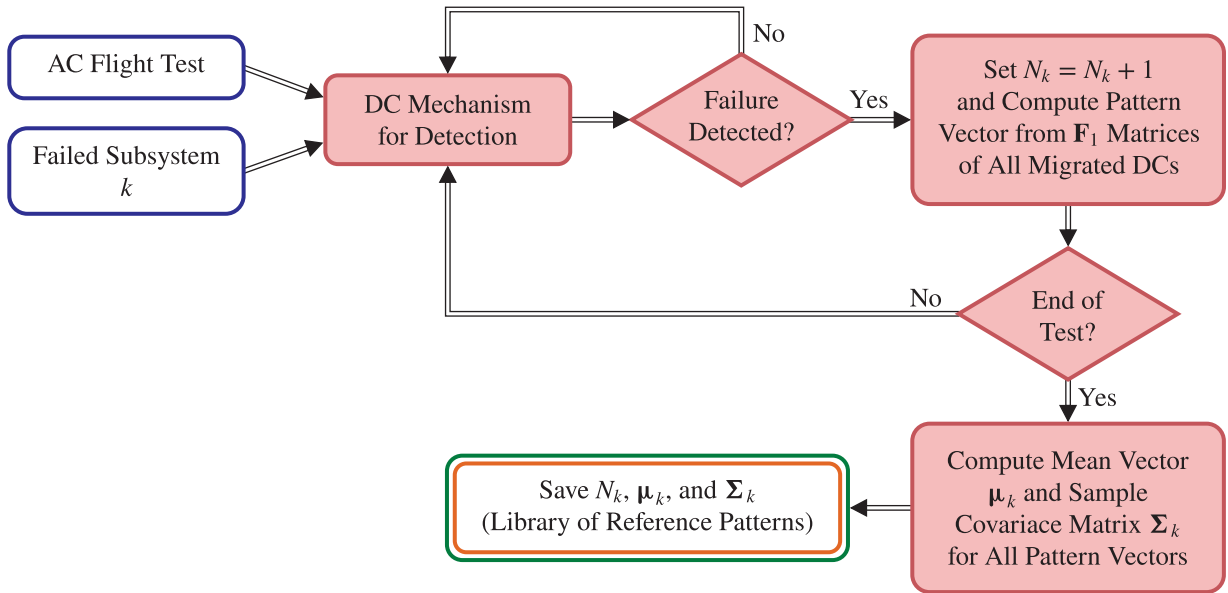 AC Flight Test
Failed Subsystem
k
DC Mechanism
for Detection
Failure
Detected?
No
Yes
Set Nₖ = Nₖ + 1
and Compute Pattern
Vector from F₁ Matrices
of All Migrated DCs
End of
Test?
No
Yes
Compute Mean Vector
μₖ and Sample
Covariace Matrix Σₖ
for All Pattern Vectors
Save Nₖ, μₖ, and Σₖ
(Library of Reference Patterns)